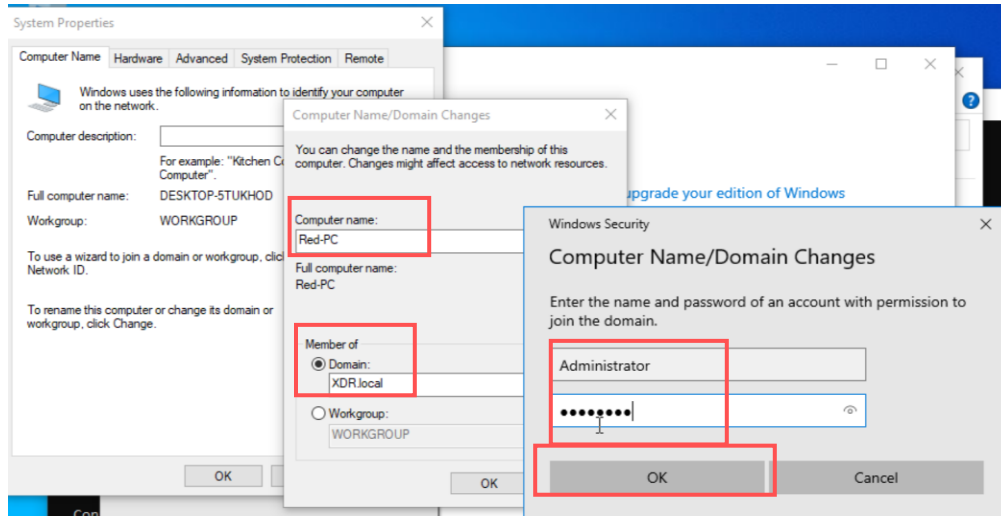 System Properties
Computer Name Hardware Advanced System Protection Remote
Windows uses the following information to identify your computer
on the network.
Computer description:
For example: "Kitchen
Computer".
Full computer name: DESKTOP-5TUKHOD
Workgroup: WORKGROUP
To use a wizard to join a domain or workgroup,
Network ID.
To rename this computer or change its domain or
workgroup, click Change.
OK
Computer Name/Domain Changes
You can change the name and the membership of this
computer. Changes might affect access to network resources.
Computer name:
Red-PC
Full computer name:
Red-PC
Member of
Domain:
XDR.local
Workgroup:
WORKGROUP
OK
upgrade your edition of Windows
Windows Security
Computer Name/Domain Changes
Enter the name and password of an account with permission to
join the domain.
Administrator
OK Cancel